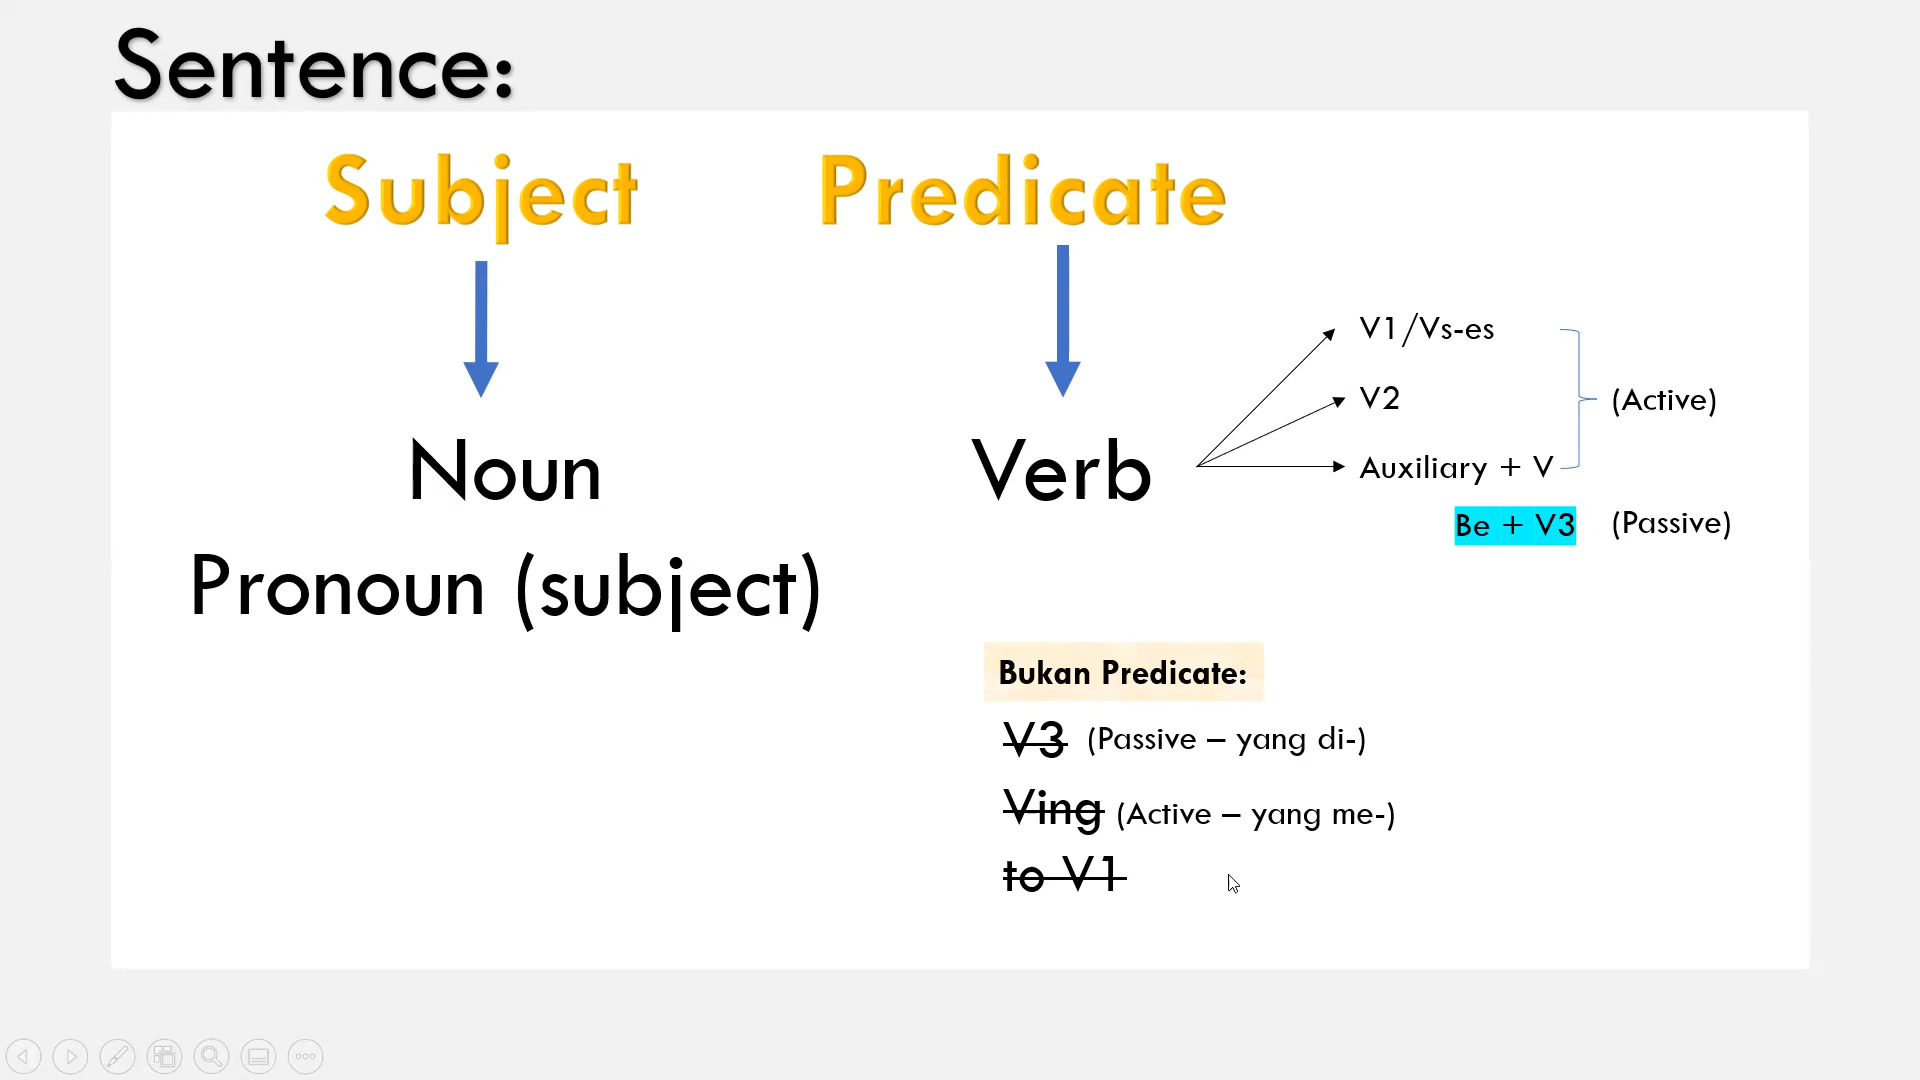 Sentence:
Subject Predicate
V1/Vs-es
V2 (Active)
Noun Verb Auxiliary + V
Be + V3 (Passive)
Pronoun (subject)
Bukan Predicate:
V3 (Passive – yang di-)
Ving (Active – yang me-)
to V1